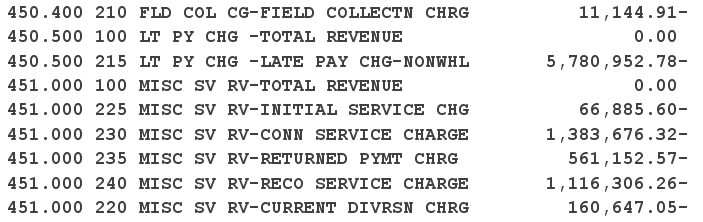 450.400 210 FLD COL CG-FIELD COLLECTN CHRG 11,144.91-
450.500 100 LT PY CHG -TOTAL REVENUE 0.00
450.500 215 LT PY CHG -LATE PAY CHG-NONWHL 5,780,952.78-
451.000 100 MISC SV RV-TOTAL REVENUE 0.00
451.000 225 MISC SV RV-INITIAL SERVICE CHG 66,885.60-
451.000 230 MISC SV RV-CONN SERVICE CHARGE 1,383,676.32-
451.000 235 MISC SV RV-RETURNED PYMT CHRG 561,152.57-
451.000 240 MISC SV RV-RECO SERVICE CHARGE 1,116,306.26-
451.000 220 MISC SV RV-CURRENT DIVRSN CHRG 160,647.05-